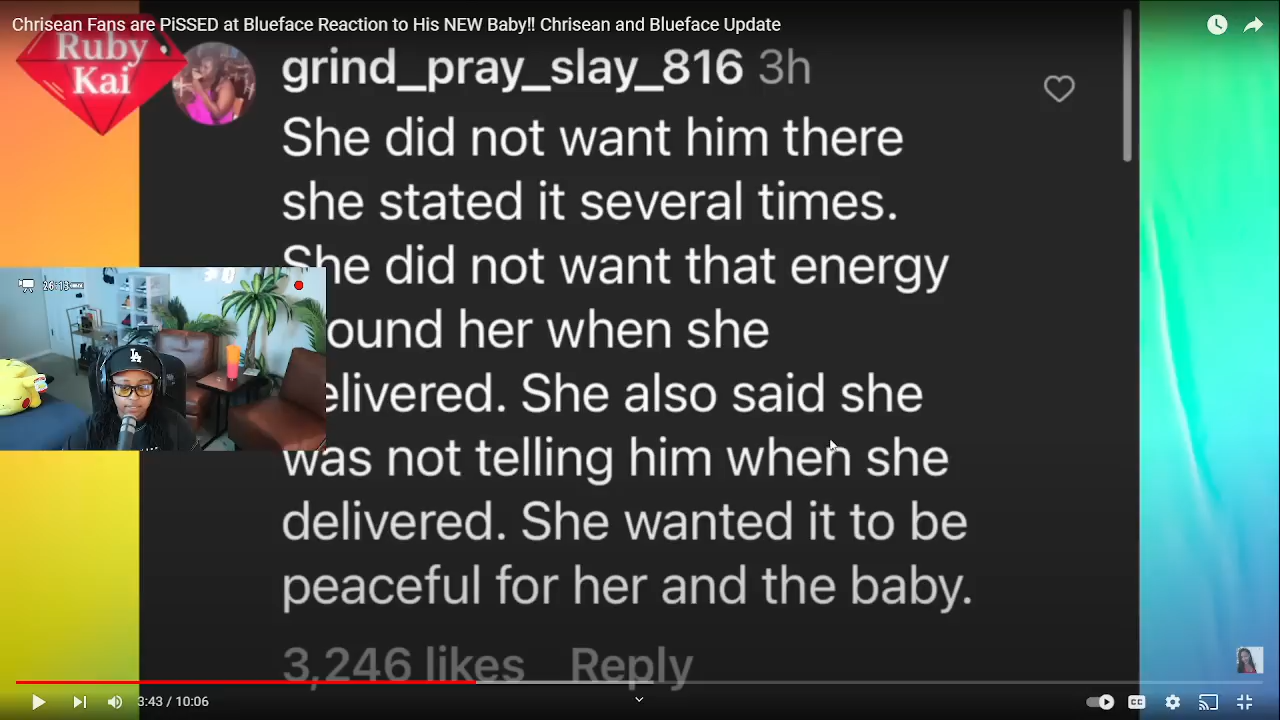 Chrisean Fans are PiSSED at Blueface Reaction to His NEW Baby‼ Chrisean and Blueface Update
Ruby
Kai
grind_pray_slay_816 3h
She did not want him there
she stated it several times.
She did not want that energy
ound her when she
elivered. She also said she
was not telling him when she
delivered. She wanted it to be
peaceful for her and the baby.
3,246 likes Reply
LA
3:43 / 10:06
CC